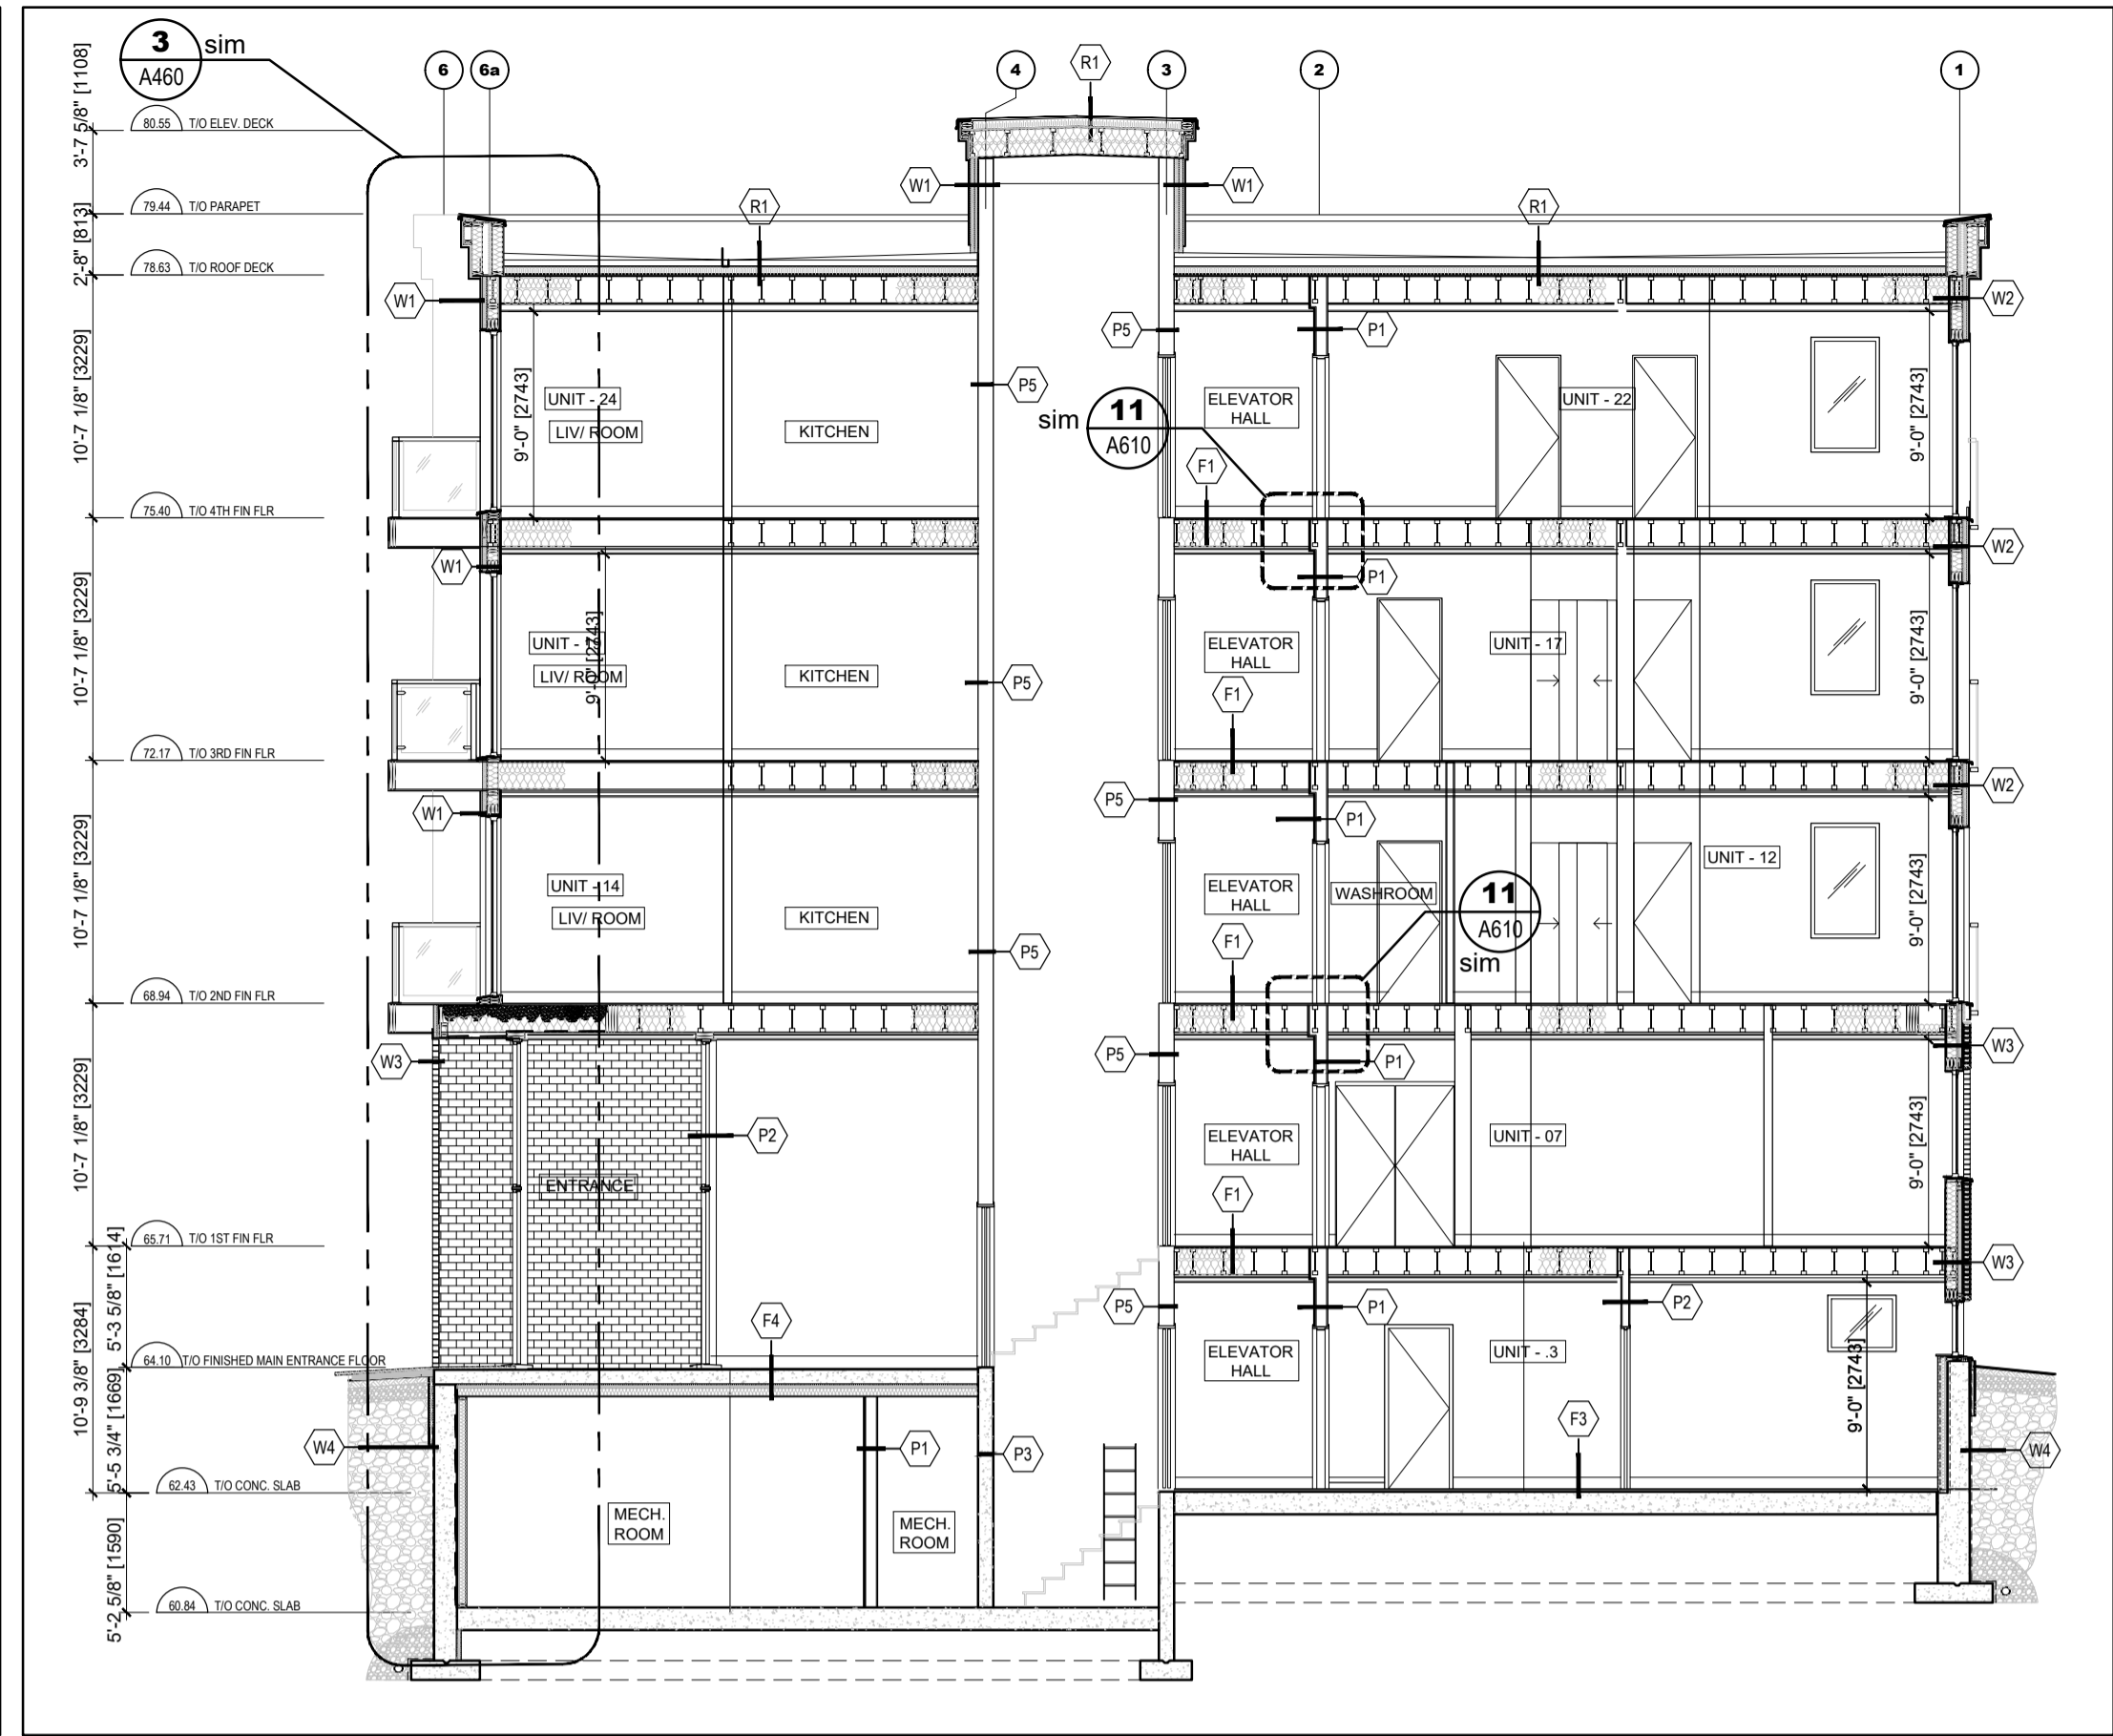 3 sim
A460
6
6a
4
R1
3
2
1
3'-7 5/8" [1108]
80.55 T/O ELEV. DECK
W1
W1
2'-8" [813]
79.44 T/O PARAPET
R1
R1
78.63 T/O ROOF DECK
W1
W2
10'-7 1/8" [3229]
9'-0" [2743]
P5
P1
P5
UNIT - 24
LIV/ ROOM
KITCHEN
sim
11
A610
ELEVATOR
HALL
UNIT - 22
9'-0" [2743]
F1
75.40 T/O 4TH FIN FLR
W1
W2
P1
10'-7 1/8" [3229]
UNIT -
LIV/ ROOM
9'-0" [2743]
KITCHEN
P5
ELEVATOR
HALL
UNIT - 17
9'-0" [2743]
F1
72.17 T/O 3RD FIN FLR
W1
P5
P1
W2
10'-7 1/8" [3229]
UNIT - 14
LIV/ ROOM
KITCHEN
P5
ELEVATOR
HALL
WASHROOM
11
A610
sim
UNIT - 12
9'-0" [2743]
F1
68.94 T/O 2ND FIN FLR
W3
P5
P1
W3
10'-7 1/8" [3229]
ENTRANCE
P2
ELEVATOR
HALL
UNIT - 07
9'-0" [2743]
F1
65.71 T/O 1ST FIN FLR
W3
10'-9 3/8" [3284]
5'-3 5/8" [1614]
F4
P5
P1
P2
ELEVATOR
HALL
UNIT - .3
9'-0" [2743]
64.10 T/O FINISHED MAIN ENTRANCE FLOOR
5'-5 3/4" [1669]
W4
P1
P3
F3
W4
62.43 T/O CONC. SLAB
5'-2 5/8" [1590]
MECH.
ROOM
MECH.
ROOM
60.84 T/O CONC. SLAB